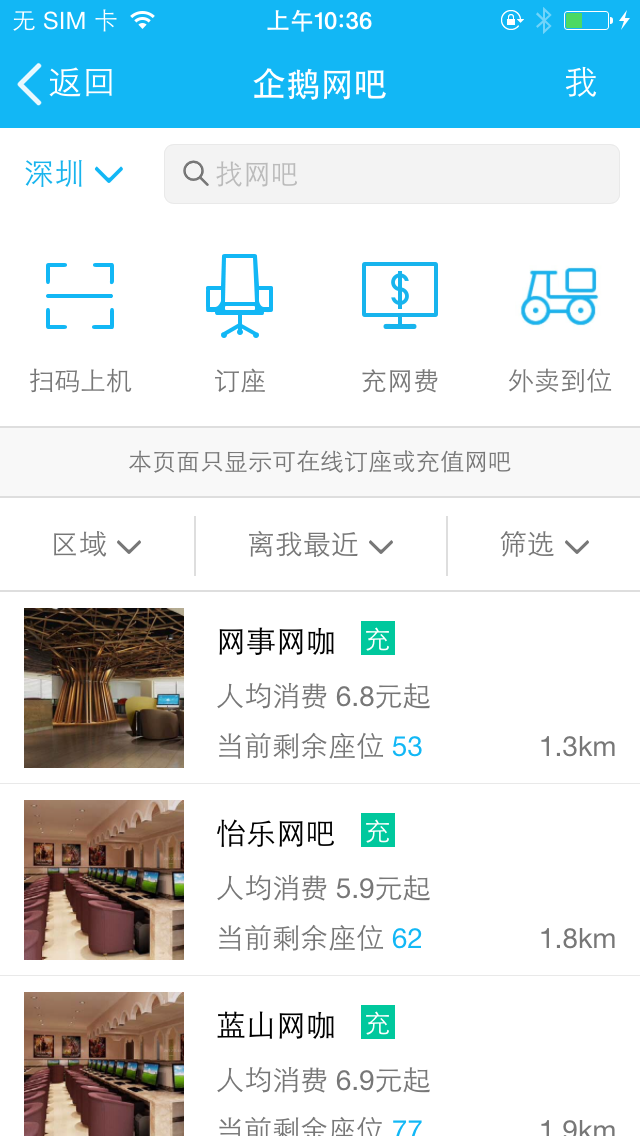 无 SIM 卡 上午10:36
返回 企鹅网吧 我
深圳 找网吧
扫码上机 订座 充网费 外卖到位
本页面只显示可在线订座或充值网吧
区域 离我最近 筛选
网事网咖 充
人均消费 6.8元起
当前剩余座位 53 1.3km
怡乐网吧 充
人均消费 5.9元起
当前剩余座位 62 1.8km
蓝山网咖 充
人均消费 6.9元起
当前剩余座位 77 1.9km